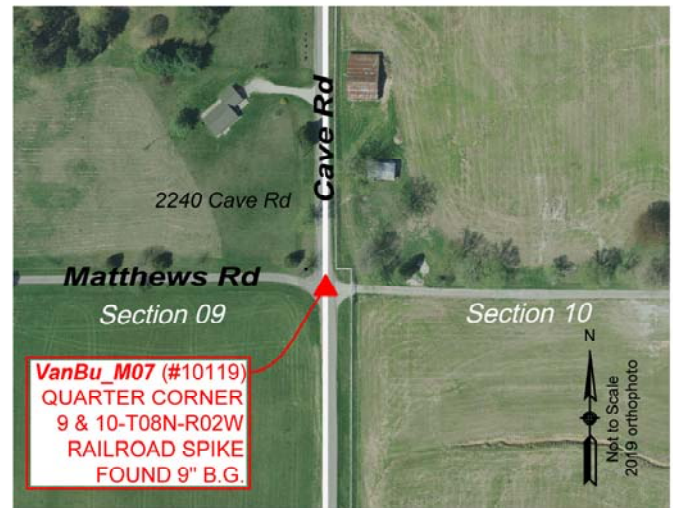 Cave Rd
2240 Cave Rd
Matthews Rd
Section 09
Section 10
VanBu_M07 (#10119)
QUARTER CORNER
9 & 10-T08N-R02W
RAILROAD SPIKE
FOUND 9" B.G.
N
Not to Scale
2019 orthophoto